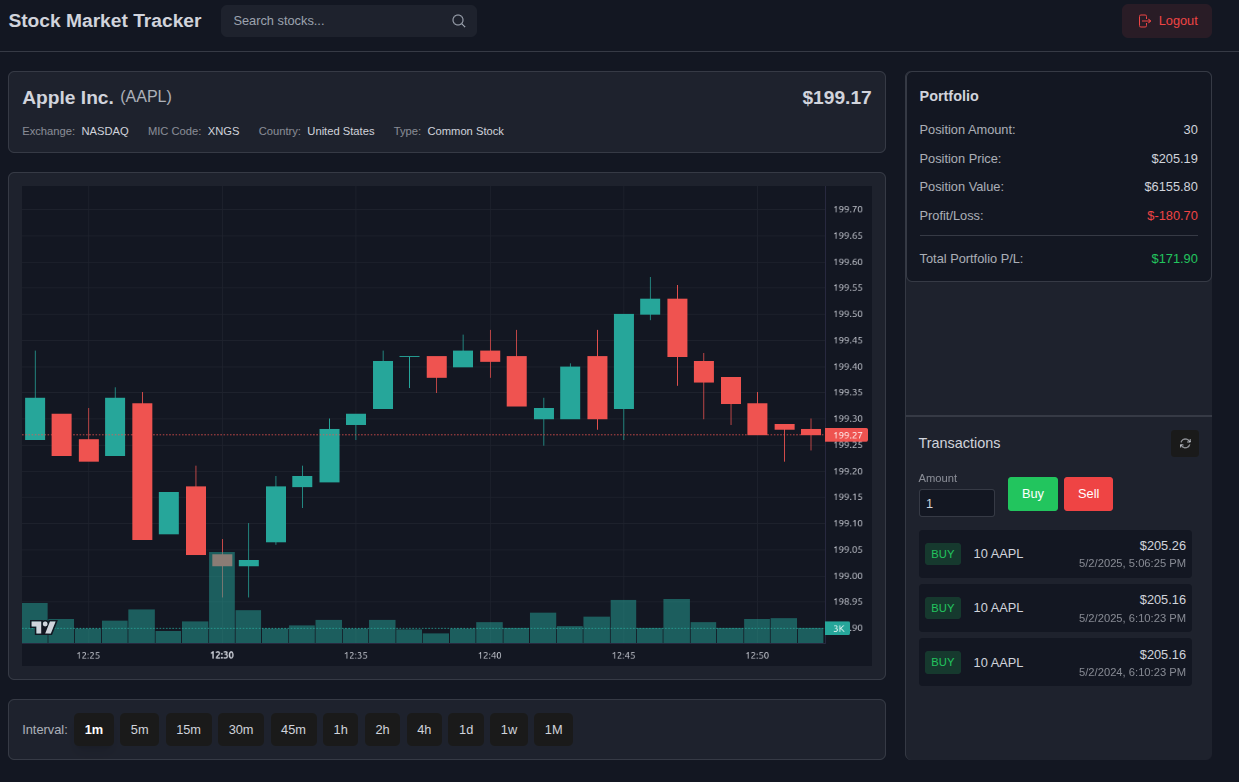 Stock Market Tracker
Search stocks...
Logout
Apple Inc. (AAPL)
$199.17
Exchange: NASDAQ MIC Code: XNGS Country: United States Type: Common Stock
199.70
199.65
199.60
199.55
199.50
199.45
199.40
199.35
199.30
199.27
199.25
199.20
199.15
199.10
199.05
199.00
198.95
3K .90
12:25 12:30 12:35 12:40 12:45 12:50
Interval: 1m 5m 15m 30m 45m 1h 2h 4h 1d 1w 1M
Portfolio
Position Amount: 30
Position Price: $205.19
Position Value: $6155.80
Profit/Loss: $-180.70
Total Portfolio P/L: $171.90
Transactions
Amount
1 Buy Sell
BUY 10 AAPL $205.26
5/2/2025, 5:06:25 PM
BUY 10 AAPL $205.16
5/2/2025, 6:10:23 PM
BUY 10 AAPL $205.16
5/2/2024, 6:10:23 PM